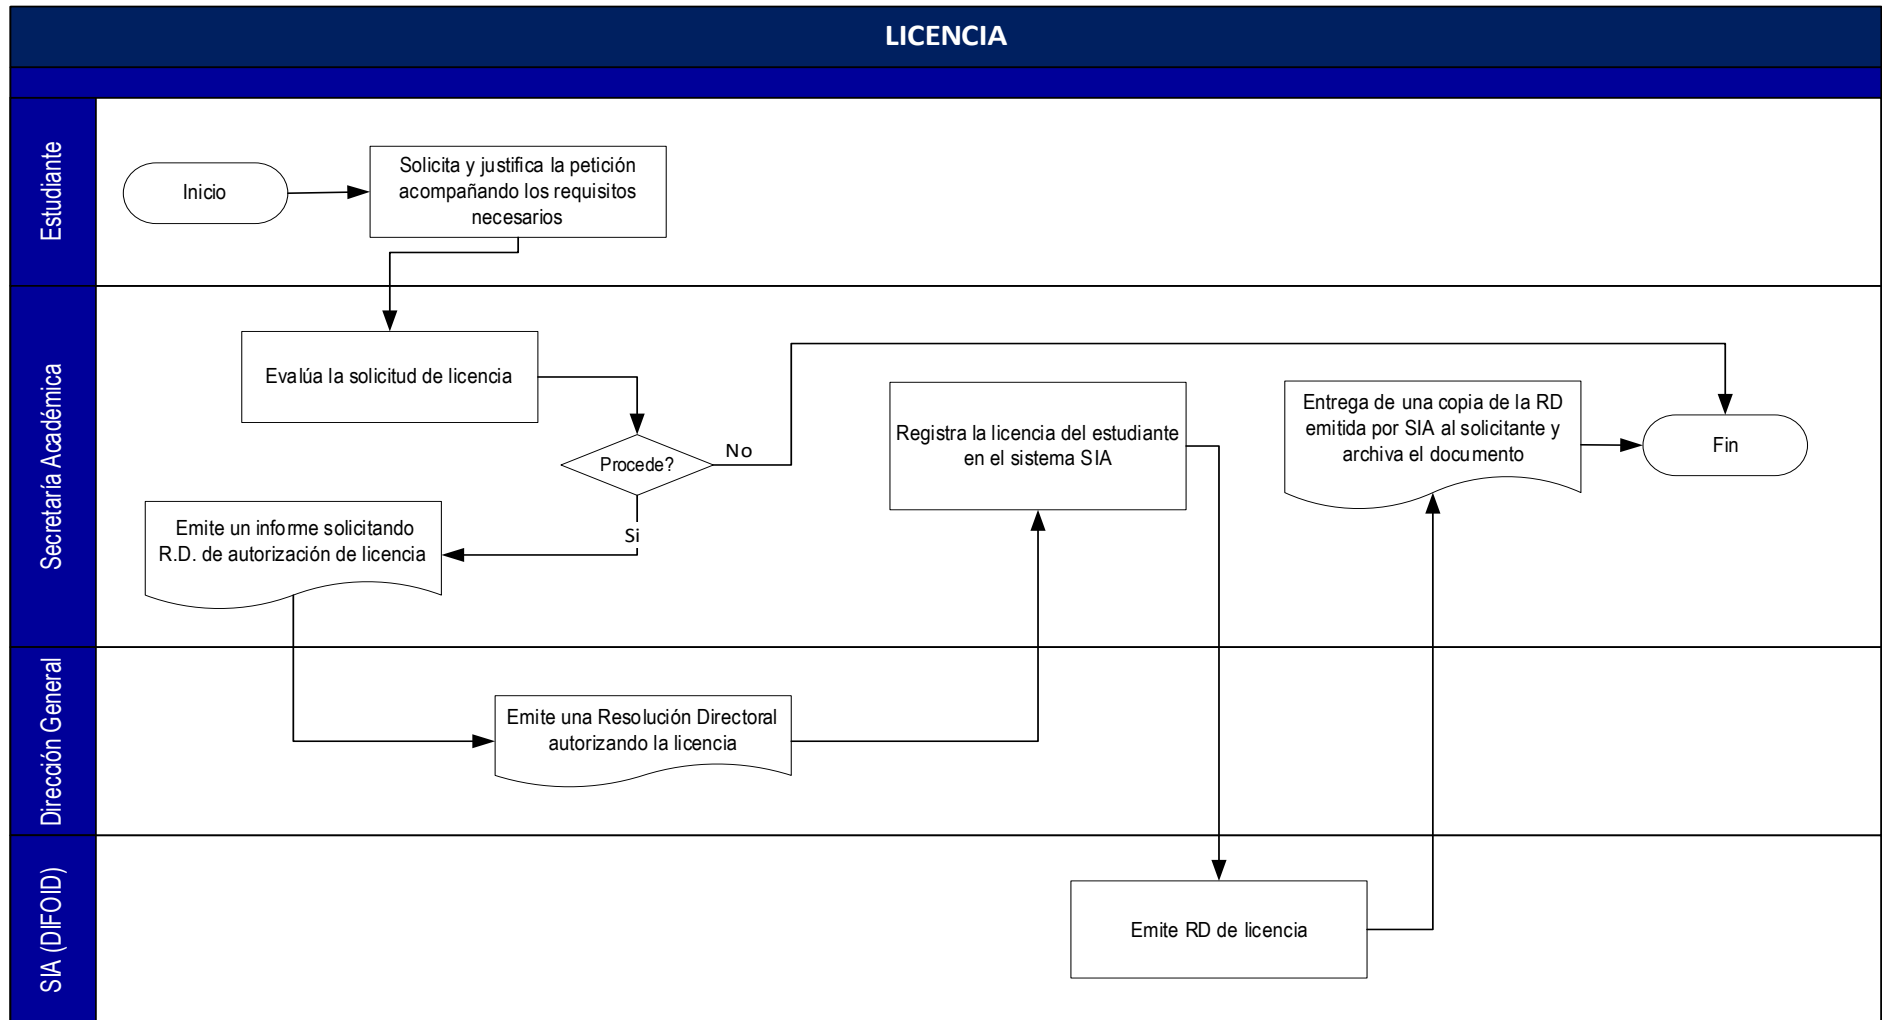 LICENCIA
Estudiante
Inicio
Solicita y justifica la petición
acompañando los requisitos
necesarios
Secretaría Académica
Evalúa la solicitud de licencia
Procede?
No
Si
Emite un informe solicitando
R.D. de autorización de licencia
Registra la licencia del estudiante
en el sistema SIA
Entrega de una copia de la RD
emitida por SIA al solicitante y
archiva el documento
Fin
Dirección General
Emite una Resolución Directoral
autorizando la licencia
SIA (DIFOID)
Emite RD de licencia